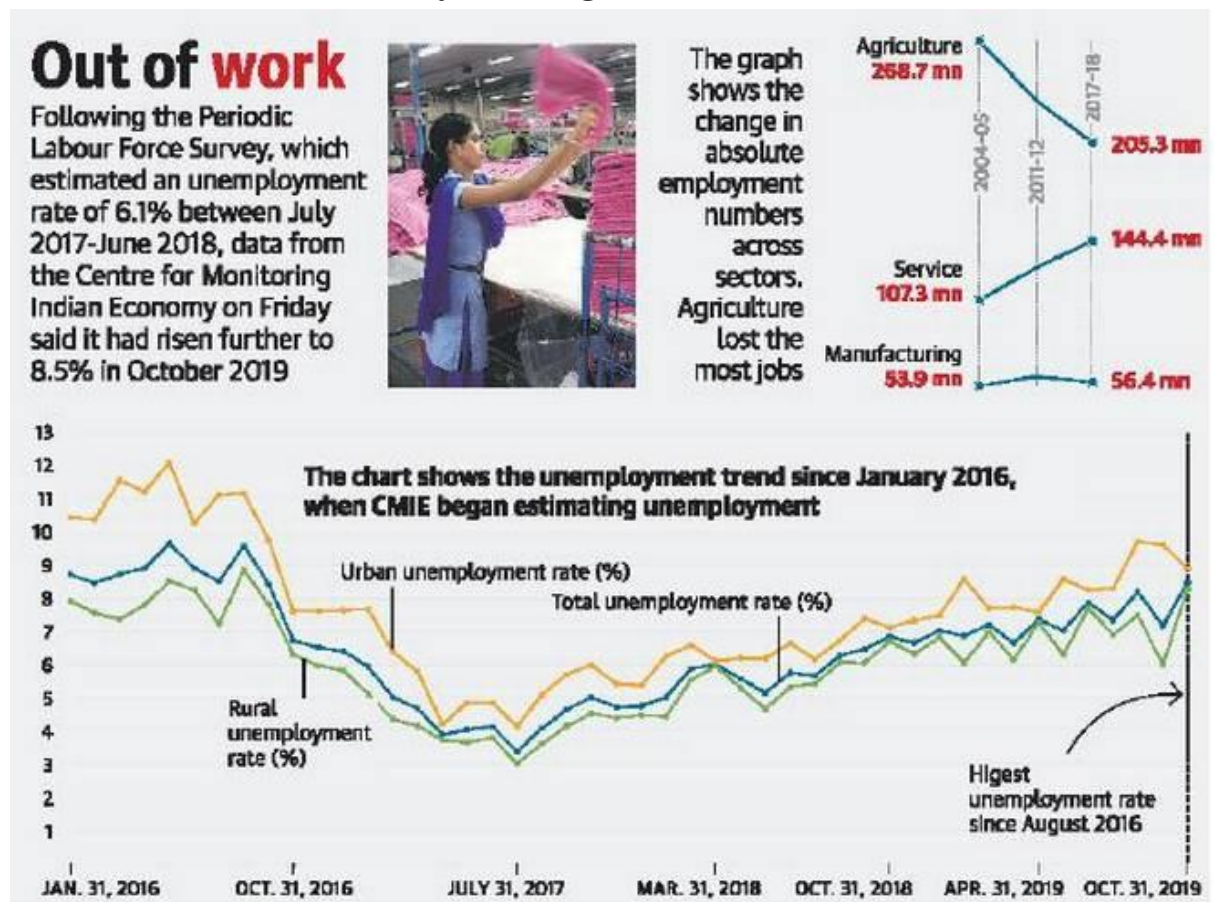 Out of work
Following the Periodic
Labour Force Survey, which
estimated an unemployment
rate of 6.1% between July
2017-June 2018, data from
the Centre for Monitoring
Indian Economy on Friday
said it had risen further to
8.5% in October 2019
The graph
shows the
change in
absolute
employment
numbers
across
sectors.
Agriculture
lost the
most jobs
Agriculture
268.7 mn
2004-05
2011-12
2017-18
205.3 mn
Service
107.3 mn
144.4 mn
Manufacturing
53.9 mn
56.4 mn
The chart shows the unemployment trend since January 2016,
when CMIE began estimating unemployment
13
12
11
10
9
8
7
6
5
4
3
2
1
Urban unemployment rate (%)
Total unemployment rate (%)
Rural
unemployment
rate (%)
Higest
unemployment rate
since August 2016
JAN. 31, 2016
OCT. 31, 2016
JULY 31, 2017
MAR. 31, 2018
OCT. 31, 2018
APR. 31, 2019
OCT. 31, 2019